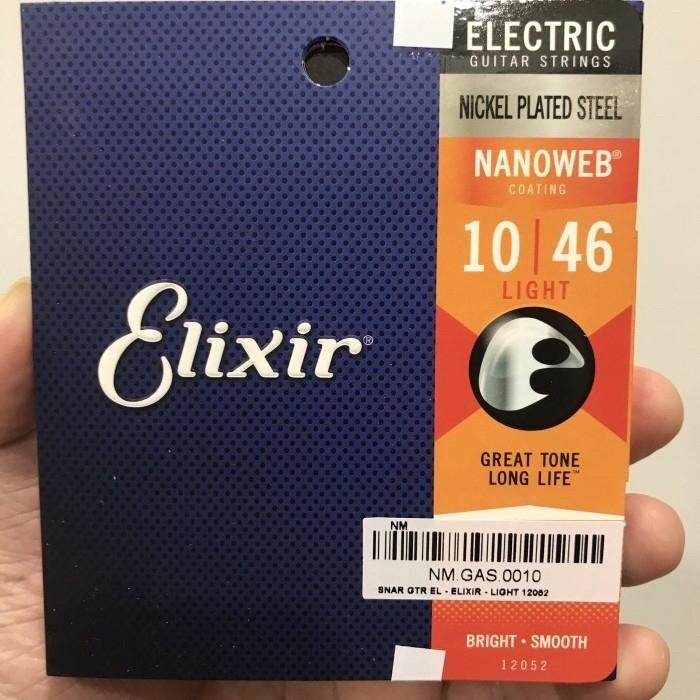 ELECTRIC
GUITAR STRINGS
NICKEL PLATED STEEL
NANOWEB®
COATING
10 | 46
LIGHT
Elixir®
GREAT TONE
LONG LIFE™
NM
NM.GAS.0010
SNAR GTR EL - ELIXIR - LIGHT 12052
BRIGHT • SMOOTH
12052